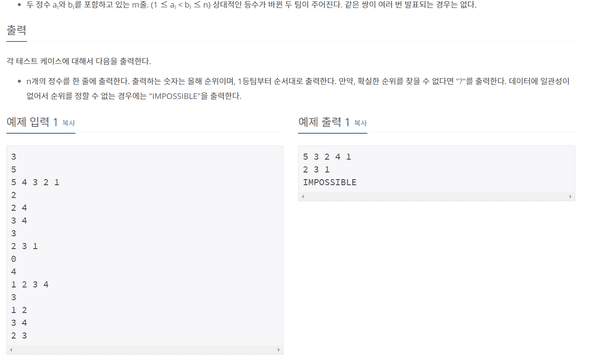 두 정수 aᵢ와 bᵢ를 포함하고 있는 m줄. (1 ≤ aᵢ < bᵢ ≤ n) 상대적인 등수가 바뀐 두 팀이 주어진다. 같은 쌍이 여러 번 발표되는 경우는 없다.
출력
각 테스트 케이스에 대해서 다음을 출력한다.
n개의 정수를 한 줄에 출력한다. 출력하는 숫자는 올해 순위이며, 1등팀부터 순서대로 출력한다. 만약, 확실한 순위를 찾을 수 없다면 "?"를 출력한다. 데이터에 일관성이
없어서 순위를 정할 수 없는 경우에는 "IMPOSSIBLE"을 출력한다.
예제 입력 1 복사
3
5
5 4 3 2 1
2
2 4
3 4
3
2 3 1
0
4
1 2 3 4
3
1 2
3 4
2 3
예제 출력 1 복사
5 3 2 4 1
2 3 1
IMPOSSIBLE